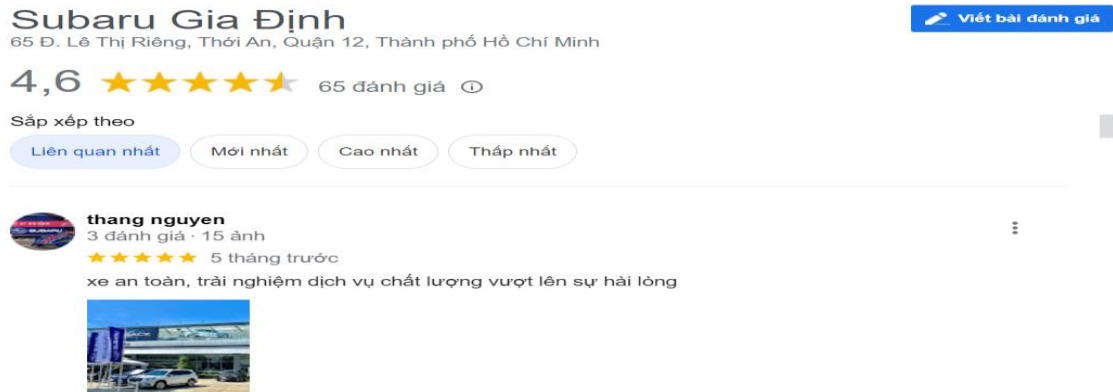 Subaru Gia Định
Viết bài đánh giá
65 Đ. Lê Thị Riêng, Thới An, Quận 12, Thành phố Hồ Chí Minh
4,6 65 đánh giá
Sắp xếp theo
Liên quan nhất Mới nhất Cao nhất Thấp nhất
thang nguyen
3 đánh giá · 15 ảnh
5 tháng trước
xe an toàn, trải nghiệm dịch vụ chất lượng vượt lên sự hài lòng